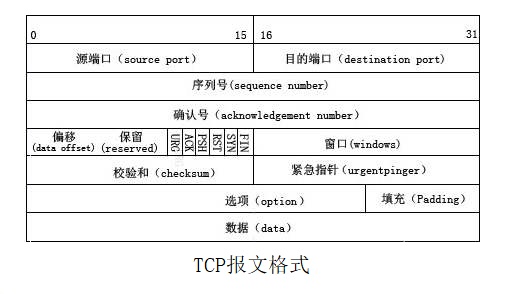 0 15 16 31
源端口（source port） 目的端口（destination port）
序列号(sequence number)
确认号（acknowledgement number）
偏移 保留 URG ACK PSH RST SYN FIN 窗口(windows)
(data offset) (reserved)
校验和（checksum） 紧急指针（urgentpinger）
选项（option） 填充（Padding）
数据（data）
TCP报文格式